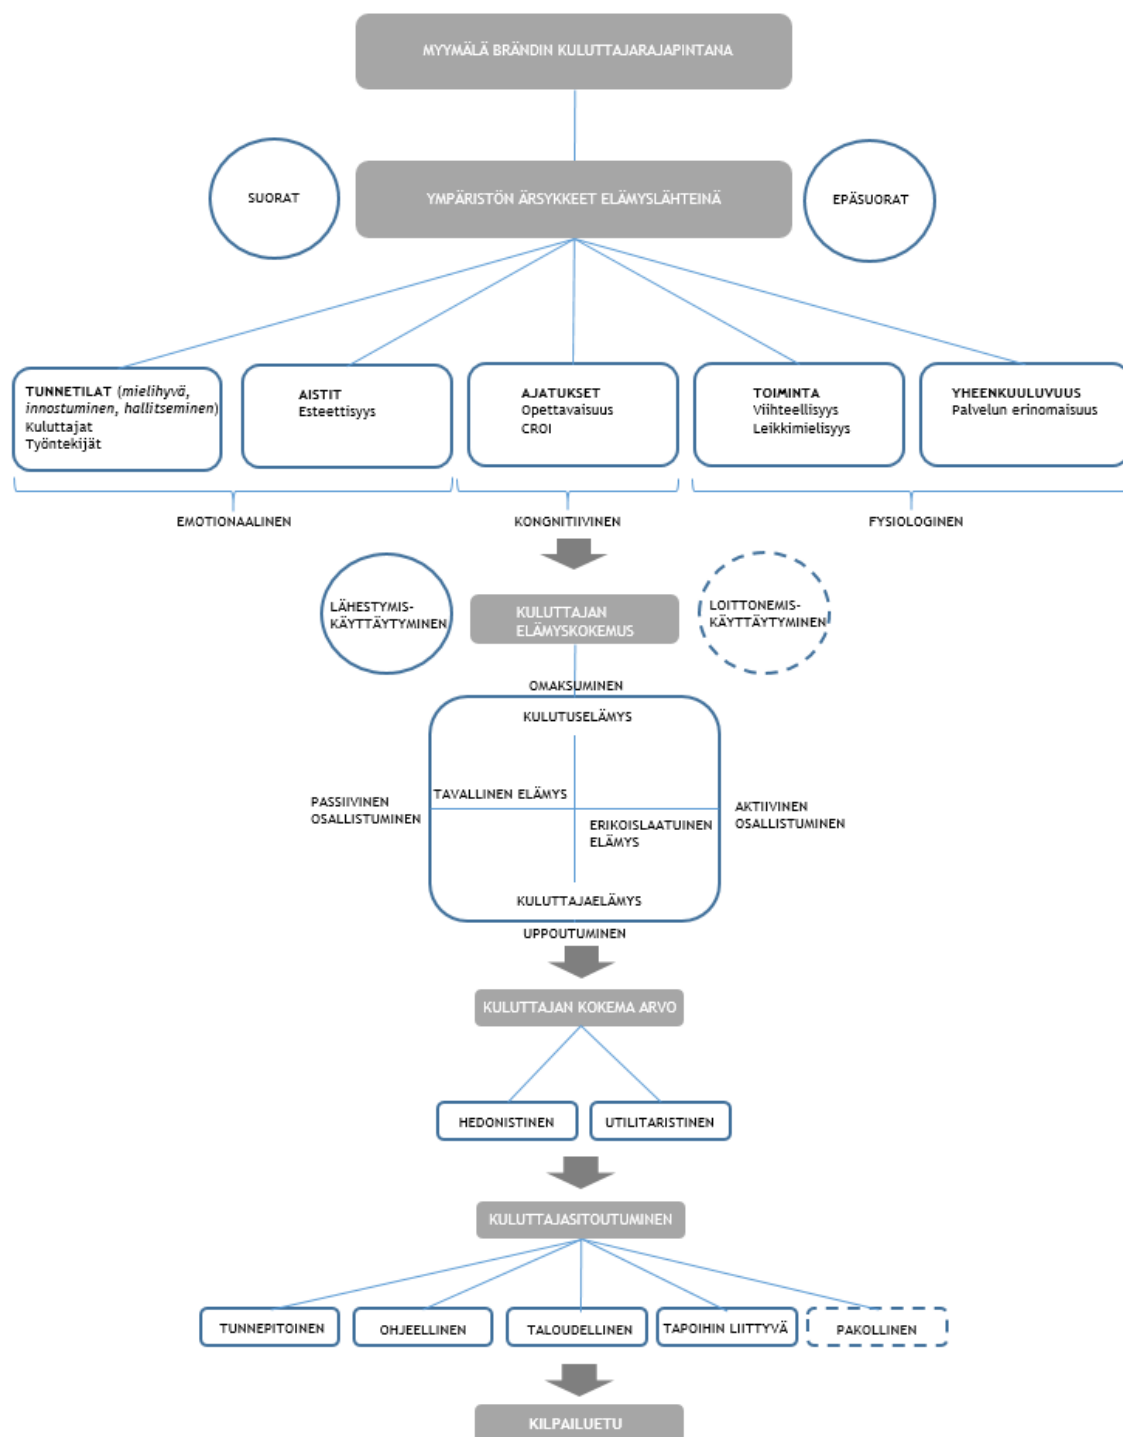 MYYMÄLÄ BRÄNDIN KULUTTAJARAJAPINTANA
SUORAT
YMPÄRISTÖN ÄRSYKKEET ELÄMYSLÄHTEINÄ
EPÄSUORAT
TUNNETILAT (mielihyvä,
innostuminen, hallitseminen)
Kuluttajat
Työntekijät
AISTIT
Esteettisyys
AJATUKSET
Opettavaisuus
CROI
TOIMINTA
Viihteellisyys
Leikkimielisyys
YHEENKUULUVUUS
Palvelun erinomaisuus
EMOTIONAALINEN
KONGNITIIVINEN
FYSIOLOGINEN
LÄHESTYMIS-
KÄYTTÄYTYMINEN
KULUTTAJAN
ELÄMYSKOKEMUS
LOITTONEMIS-
KÄYTTÄYTYMINEN
OMAKSUMINEN
KULUTUSELÄMYS
PASSIIVINEN
OSALLISTUMINEN
TAVALLINEN ELÄMYS
ERIKOISLAATUINEN
ELÄMYS
AKTIIVINEN
OSALLISTUMINEN
KULUTTAJAELÄMYS
UPPOUTUMINEN
KULUTTAJAN KOKEMA ARVO
HEDONISTINEN
UTILITARISTINEN
KULUTTAJASITOUTUMINEN
TUNNEPITOINEN
OHJEELLINEN
TALOUDELLINEN
TAPOIHIN LIITTYVÄ
PAKOLLINEN
KILPAILUETU